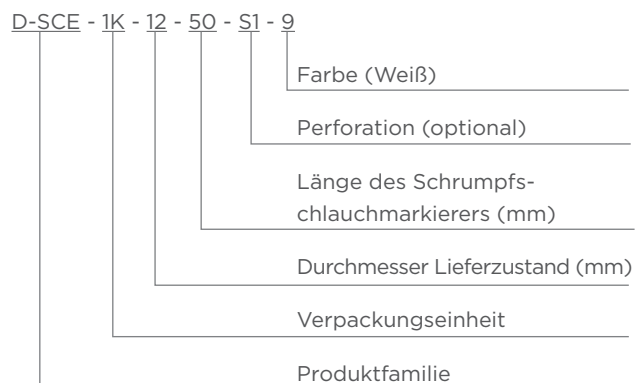 D-SCE - 1K - 12 - 50 - S1 - 9
Farbe (Weiß)
Perforation (optional)
Länge des Schrumpfs-
chlauchmarkierers (mm)
Durchmesser Lieferzustand (mm)
Verpackungseinheit
Produktfamilie